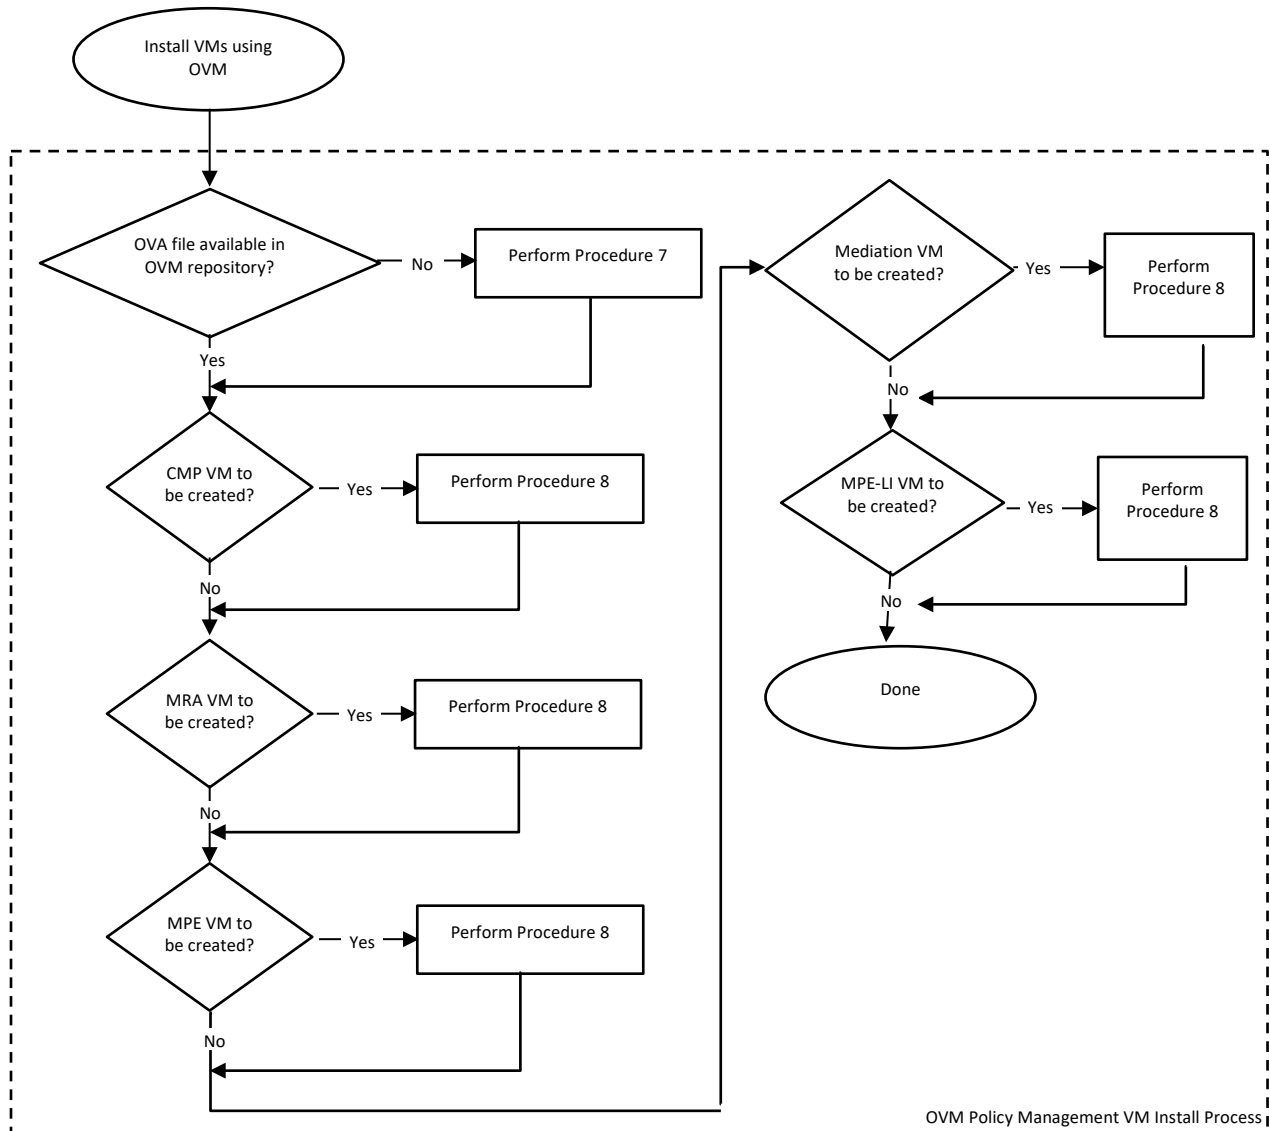 Install VMs using
OVM
OVA file available in
OVM repository?
No
Perform Procedure 7
Yes
CMP VM to
be created?
Yes
Perform Procedure 8
No
MRA VM to
be created?
Yes
Perform Procedure 8
No
MPE VM to
be created?
Yes
Perform Procedure 8
No
Mediation VM
to be created?
Yes
Perform
Procedure 8
No
MPE-LI VM to
be created?
Yes
Perform
Procedure 8
No
Done
OVM Policy Management VM Install Process